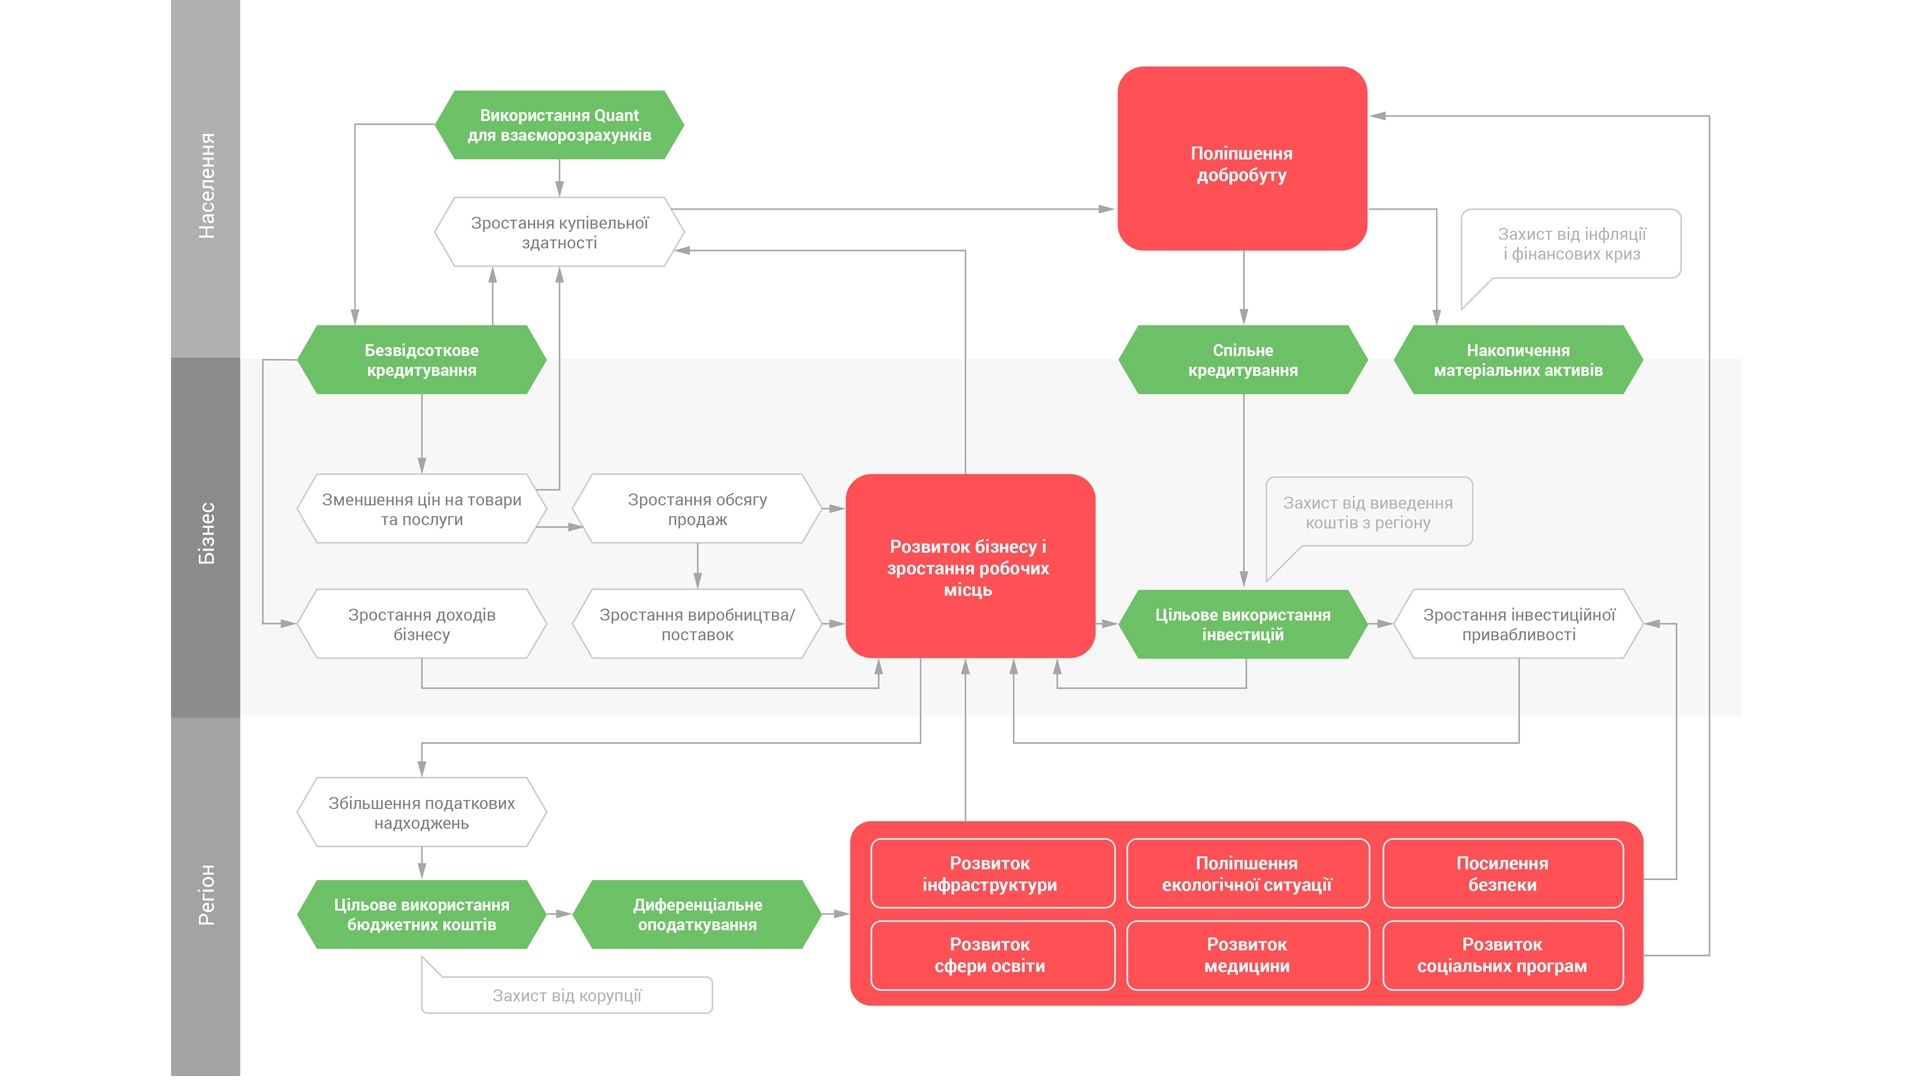 Населення
Використання Quant
для взаєморозрахунків
Зростання купівельної
здатності
Поліпшення
добробуту
Захист від інфляції
і фінансових криз
Безвідсоткове
кредитування
Спільне
кредитування
Накопичення
матеріальних активів
Бізнес
Зменшення цін на товари
та послуги
Зростання обсягу
продаж
Розвиток бізнесу і
зростання робочих
місць
Захист від виведення
коштів з регіону
Зростання доходів
бізнесу
Зростання виробництва/
поставок
Цільове використання
інвестицій
Зростання інвестиційної
привабливості
Регіон
Збільшення податкових
надходжень
Цільове використання
бюджетних коштів
Диференціальне
оподаткування
Розвиток
інфраструктури
Поліпшення
екологічної ситуації
Посилення
безпеки
Розвиток
сфери освіти
Розвиток
медицини
Розвиток
соціальних програм
Захист від корупції